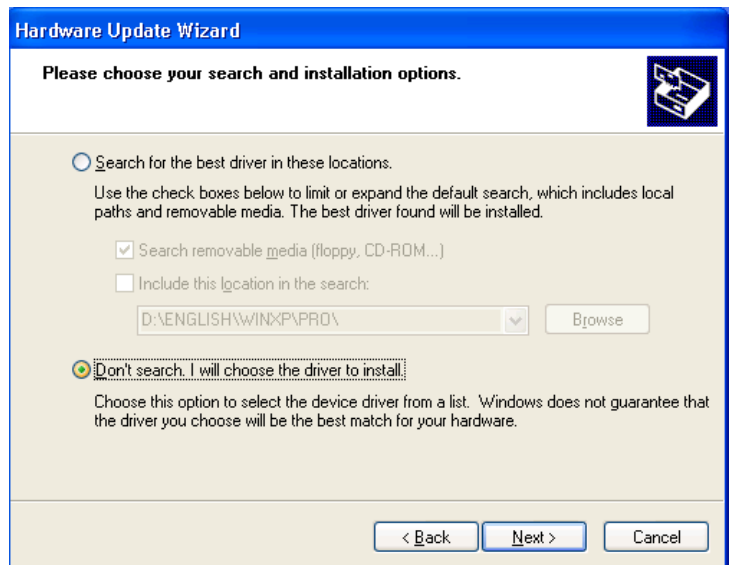 Hardware Update Wizard
Please choose your search and installation options.
Search for the best driver in these locations.
Use the check boxes below to limit or expand the default search, which includes local
paths and removable media. The best driver found will be installed.
Search removable media (floppy, CD-ROM...)
Include this location in the search:
D:\ENGLISH\WINXP\PRO\
Browse
Don't search. I will choose the driver to install.
Choose this option to select the device driver from a list. Windows does not guarantee that
the driver you choose will be the best match for your hardware.
< Back Next > Cancel